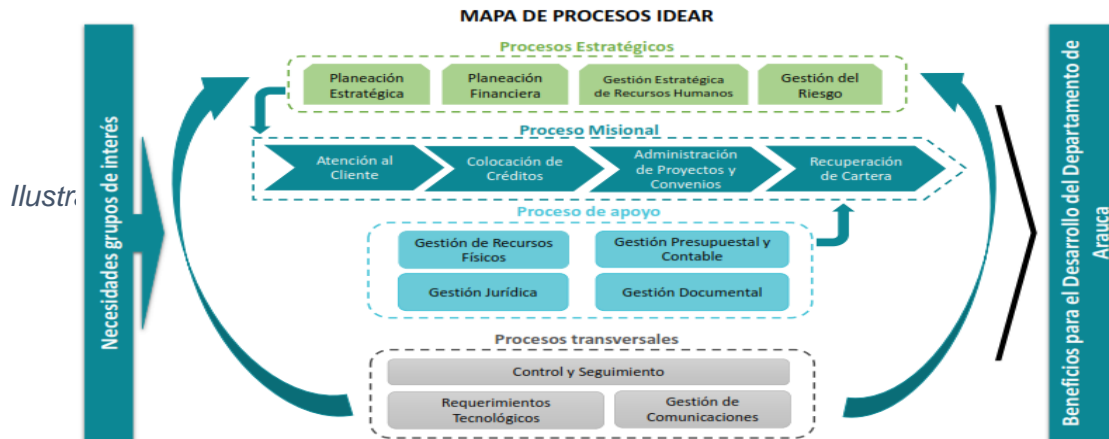 MAPA DE PROCESOS IDEAR
Necesidades grupos de interés
Procesos Estratégicos
Planeación
Estratégica
Planeación
Financiera
Gestión Estratégica
de Recursos Humanos
Gestión del
Riesgo
Proceso Misional
Atención al
Cliente
Colocación de
Créditos
Administración
de Proyectos y
Convenios
Recuperación
de Cartera
Proceso de apoyo
Gestión de Recursos
Físicos
Gestión Presupuestal y
Contable
Gestión Jurídica
Gestión Documental
Procesos transversales
Control y Seguimiento
Requerimientos
Tecnológicos
Gestión de
Comunicaciones
Beneficios para el Desarrollo del Departamento de
Arauca